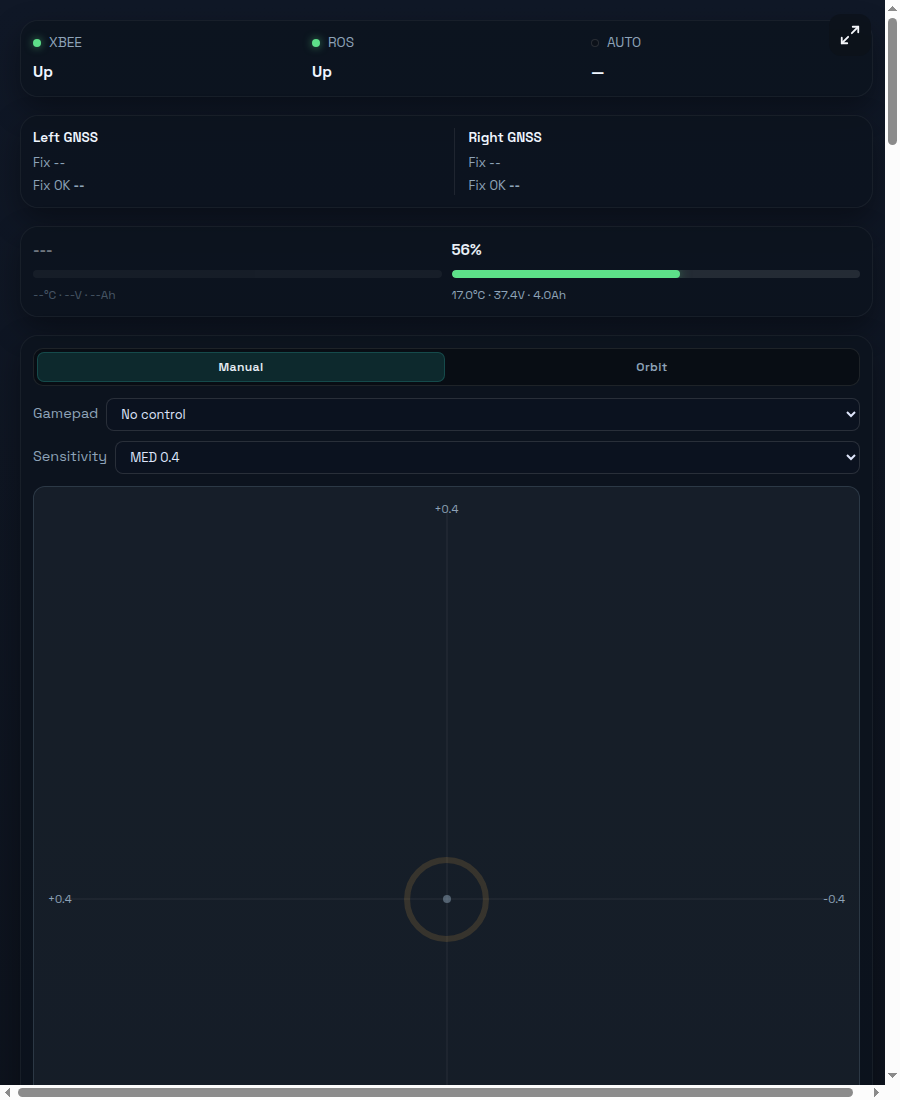 XBEE ROS AUTO
Up Up —
Left GNSS Right GNSS
Fix -- Fix --
Fix OK -- Fix OK --
--- 56%
--°C · --V · --Ah 17.0°C · 37.4V · 4.0Ah
Manual Orbit
Gamepad No control
Sensitivity MED 0.4
+0.4
+0.4 -0.4